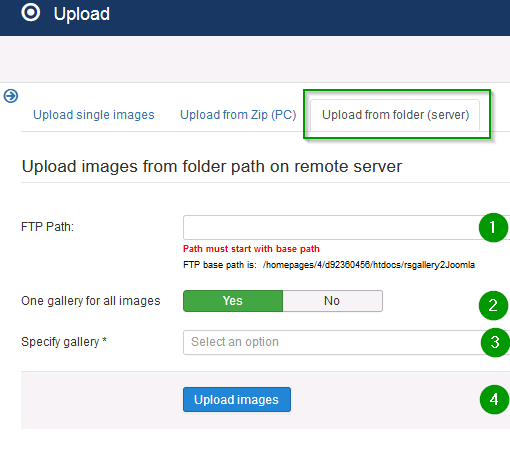 Upload
Upload single images Upload from Zip (PC) Upload from folder (server)
Upload images from folder path on remote server
FTP Path: 1
Path must start with base path
FTP base path is: /homepages/4/d92360456/htdocs/rsgallery2Joomla
One gallery for all images Yes No 2
Specify gallery * Select an option 3
Upload images 4